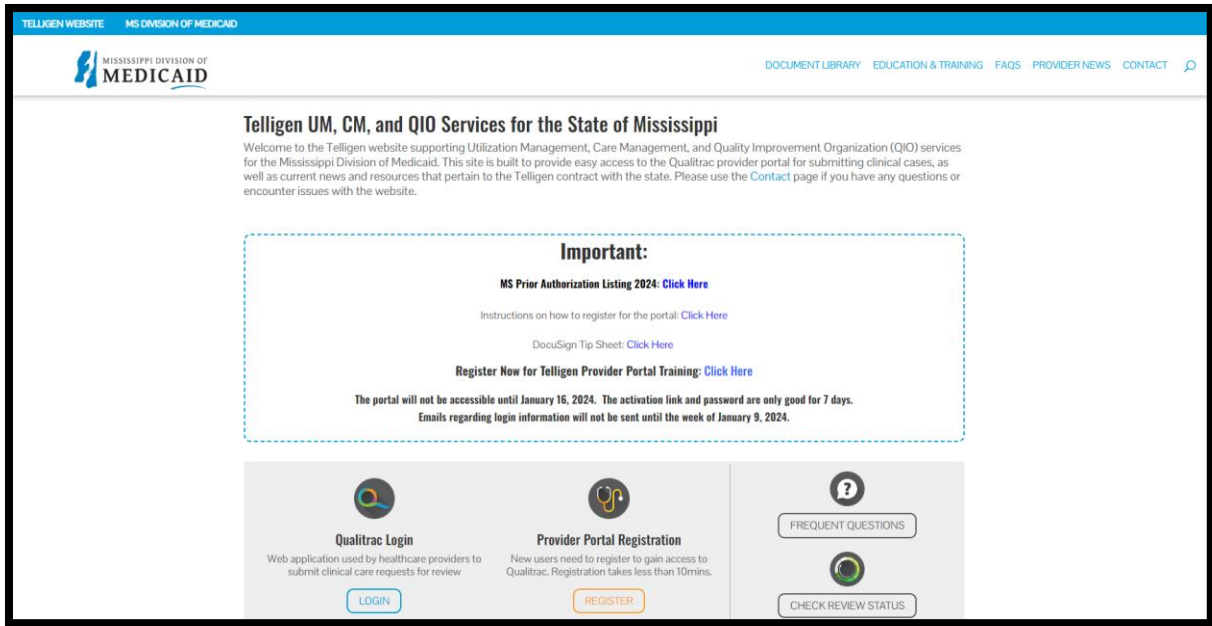 TELLIGEN WEBSITE MS DIVISION OF MEDICAID
MISSISSIPPI DIVISION OF
MEDICAID
DOCUMENT LIBRARY EDUCATION & TRAINING FAQS PROVIDER NEWS CONTACT
Telligen UM, CM, and QIO Services for the State of Mississippi
Welcome to the Telligen website supporting Utilization Management, Care Management, and Quality Improvement Organization (QIO) services
for the Mississippi Division of Medicaid. This site is built to provide easy access to the Qualitrac provider portal for submitting clinical cases, as
well as current news and resources that pertain to the Telligen contract with the state. Please use the Contact page if you have any questions or
encounter issues with the website.
Important:
MS Prior Authorization Listing 2024: Click Here
Instructions on how to register for the portal: Click Here
DocuSign Tip Sheet: Click Here
Register Now for Telligen Provider Portal Training: Click Here
The portal will not be accessible until January 16, 2024. The activation link and password are only good for 7 days.
Emails regarding login information will not be sent until the week of January 9, 2024.
Qualitrac Login
Web application used by healthcare providers to
submit clinical care requests for review
LOGIN
Provider Portal Registration
New users need to register to gain access to
Qualitrac. Registration takes less than 10mins.
REGISTER
FREQUENT QUESTIONS
CHECK REVIEW STATUS